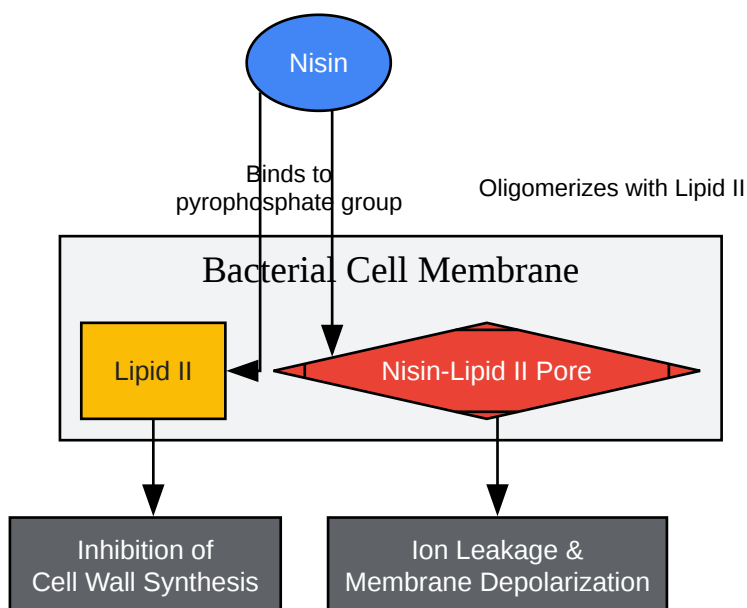 Nisin
Binds to
pyrophosphate group
Oligomerizes with Lipid II
Bacterial Cell Membrane
Lipid II
Nisin-Lipid II Pore
Inhibition of
Cell Wall Synthesis
Ion Leakage &
Membrane Depolarization